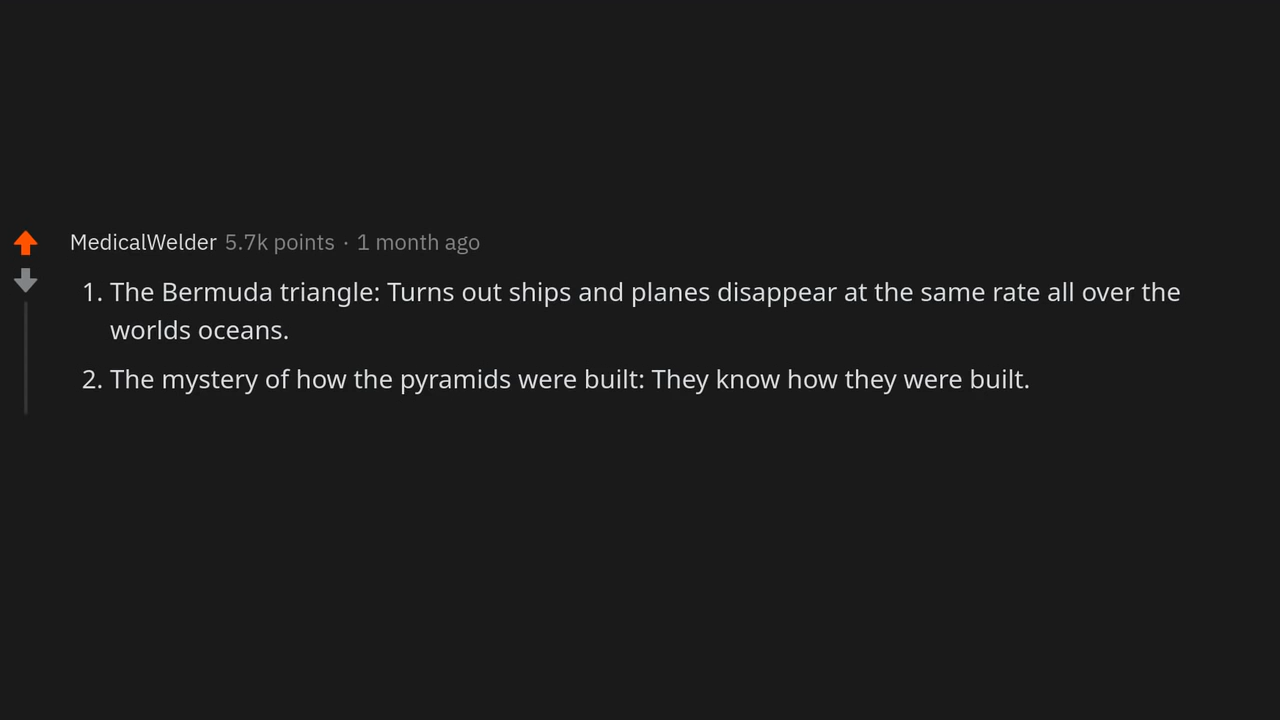 MedicalWelder 5.7k points · 1 month ago
1. The Bermuda triangle: Turns out ships and planes disappear at the same rate all over the
worlds oceans.
2. The mystery of how the pyramids were built: They know how they were built.